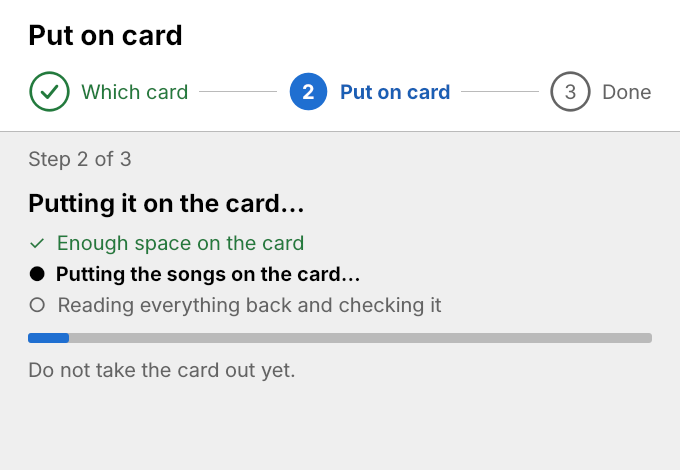 Put on card
Which card
2 Put on card
3 Done
Step 2 of 3
Putting it on the card...
Enough space on the card
Putting the songs on the card...
Reading everything back and checking it
Do not take the card out yet.